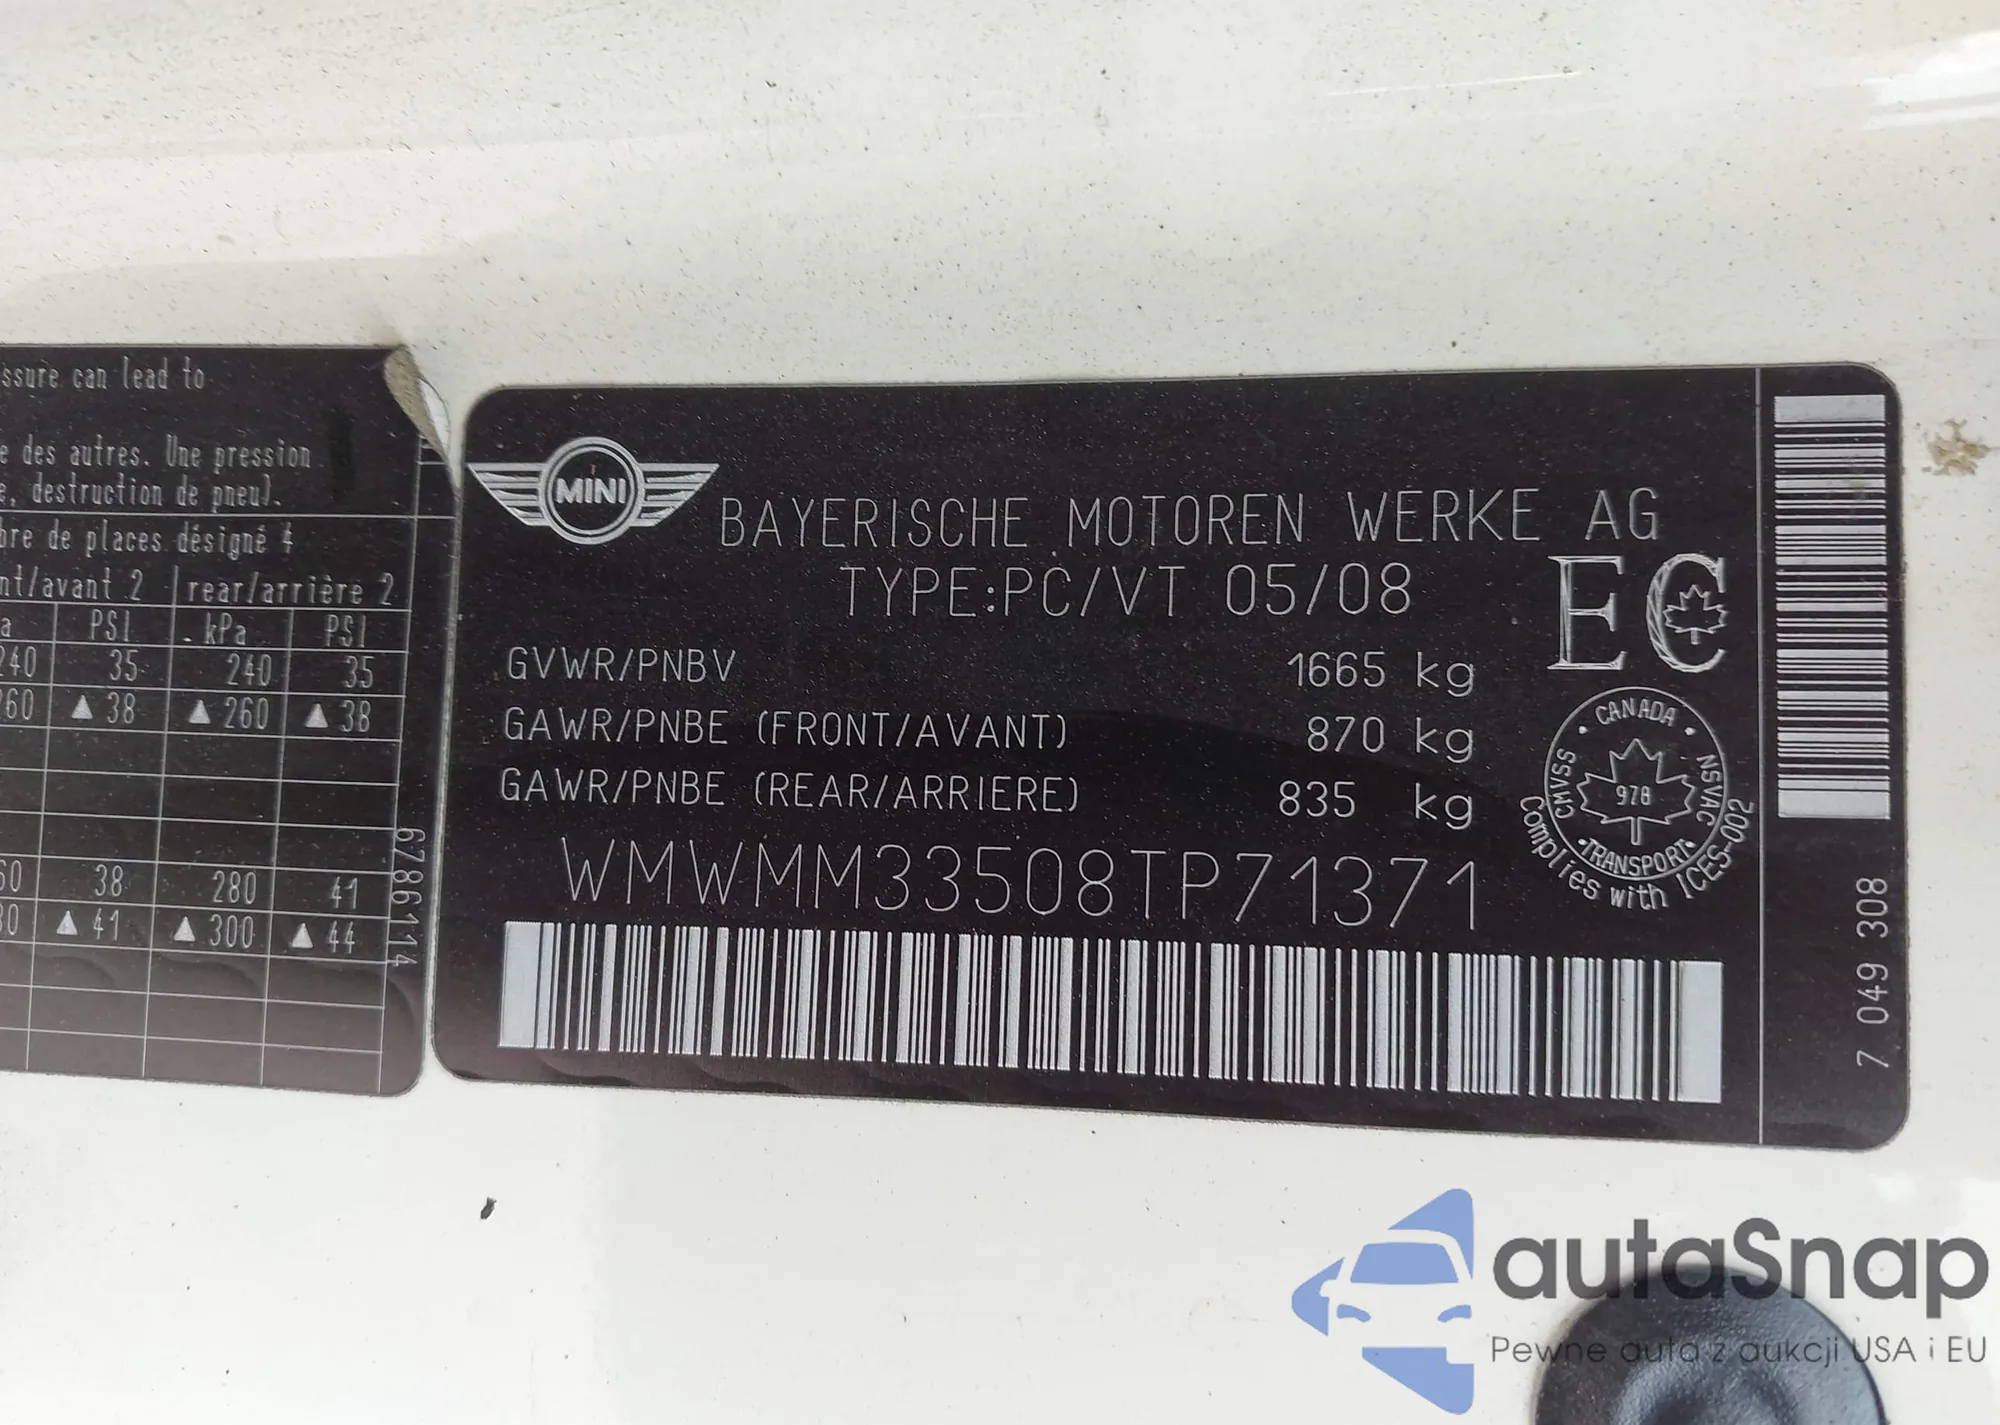 ssure can lead to
e des autres. Une pression
e, destruction de pneu).
bre de places désigné 4
nt/avant 2 rear/arrière 2
a PSI kPa PSI
240 35 240 35
260 ▲ 38 ▲ 260 ▲ 38
60 38 280 41
80 ▲ 41 ▲ 300 ▲ 44
6786114
MINI
BAYERISCHE MOTOREN WERKE AG
TYPE:PC/VT 05/08
EC
GVWR/PNBV 1665 kg
GAWR/PNBE (FRONT/AVANT) 870 kg
GAWR/PNBE (REAR/ARRIERE) 835 kg
WMWMM33508TP71371
CANADA
CMVSS
NSVAC
978
TRANSPORT
Complies with ICES-002
7 049 308
autaSnap
Pewne auta z aukcji USA i EU